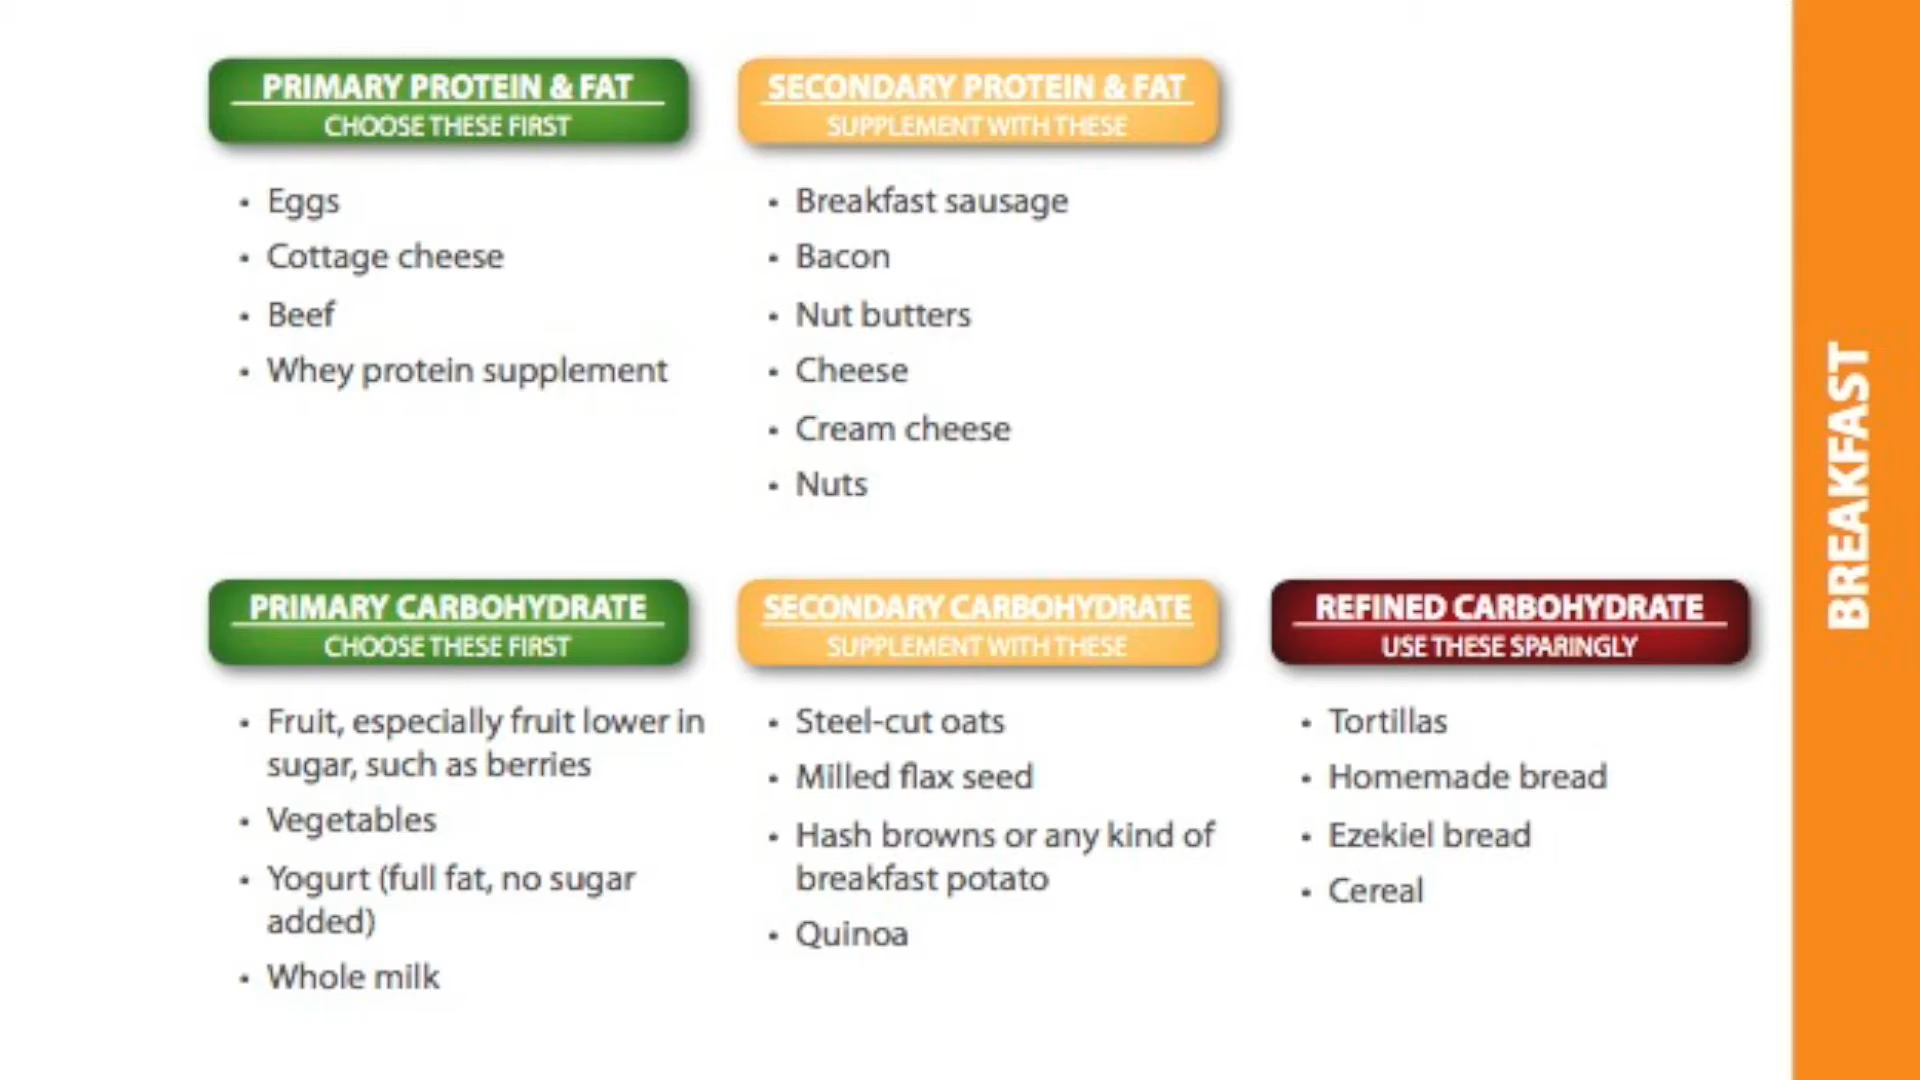 PRIMARY PROTEIN & FAT
CHOOSE THESE FIRST
• Eggs
• Cottage cheese
• Beef
• Whey protein supplement
SECONDARY PROTEIN & FAT
SUPPLEMENT WITH THESE
• Breakfast sausage
• Bacon
• Nut butters
• Cheese
• Cream cheese
• Nuts
PRIMARY CARBOHYDRATE
CHOOSE THESE FIRST
• Fruit, especially fruit lower in
sugar, such as berries
• Vegetables
• Yogurt (full fat, no sugar
added)
• Whole milk
SECONDARY CARBOHYDRATE
SUPPLEMENT WITH THESE
• Steel-cut oats
• Milled flax seed
• Hash browns or any kind of
breakfast potato
• Quinoa
REFINED CARBOHYDRATE
USE THESE SPARINGLY
• Tortillas
• Homemade bread
• Ezekiel bread
• Cereal
BREAKFAST